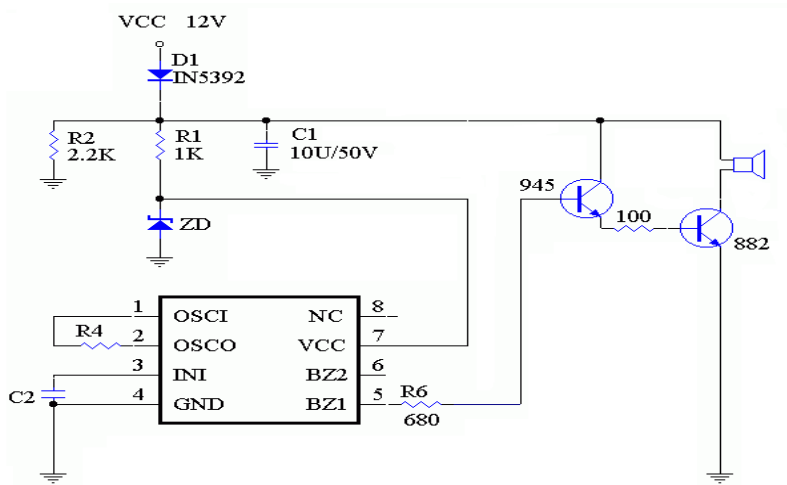 VCC 12V
D1
IN5392
R2
2.2K
R1
1K
C1
10U/50V
945
100
882
ZD
1 OSCI NC 8
R4
2 OSCO VCC 7
3 INI BZ2 6
C2
4 GND BZ1 5
R6
680